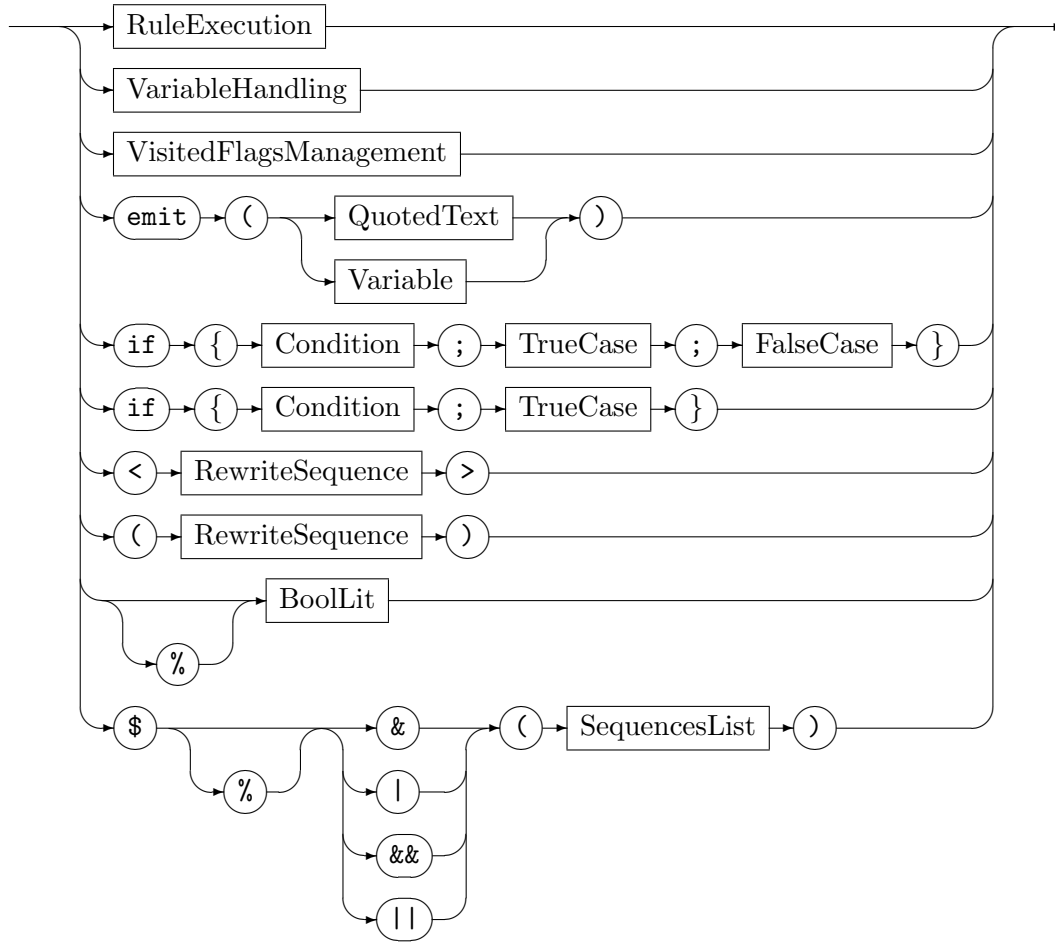 RuleExecution
VariableHandling
VisitedFlagsManagement
emit ( QuotedText )
Variable
if { Condition ; TrueCase ; FalseCase }
if { Condition ; TrueCase }
< RewriteSequence >
( RewriteSequence )
BoolLit
%
$ & ( SequencesList )
% |
&&
||